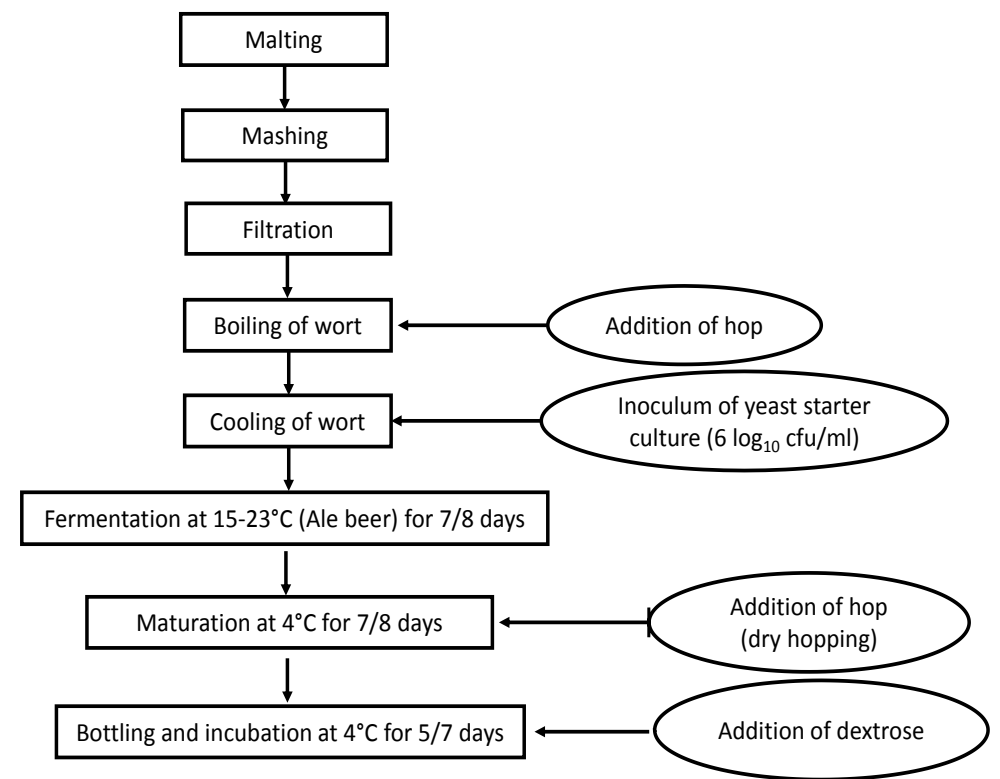 Malting
Mashing
Filtration
Boiling of wort
Addition of hop
Cooling of wort
Inoculum of yeast starter
culture (6 log₁₀ cfu/ml)
Fermentation at 15-23°C (Ale beer) for 7/8 days
Maturation at 4°C for 7/8 days
Addition of hop
(dry hopping)
Bottling and incubation at 4°C for 5/7 days
Addition of dextrose